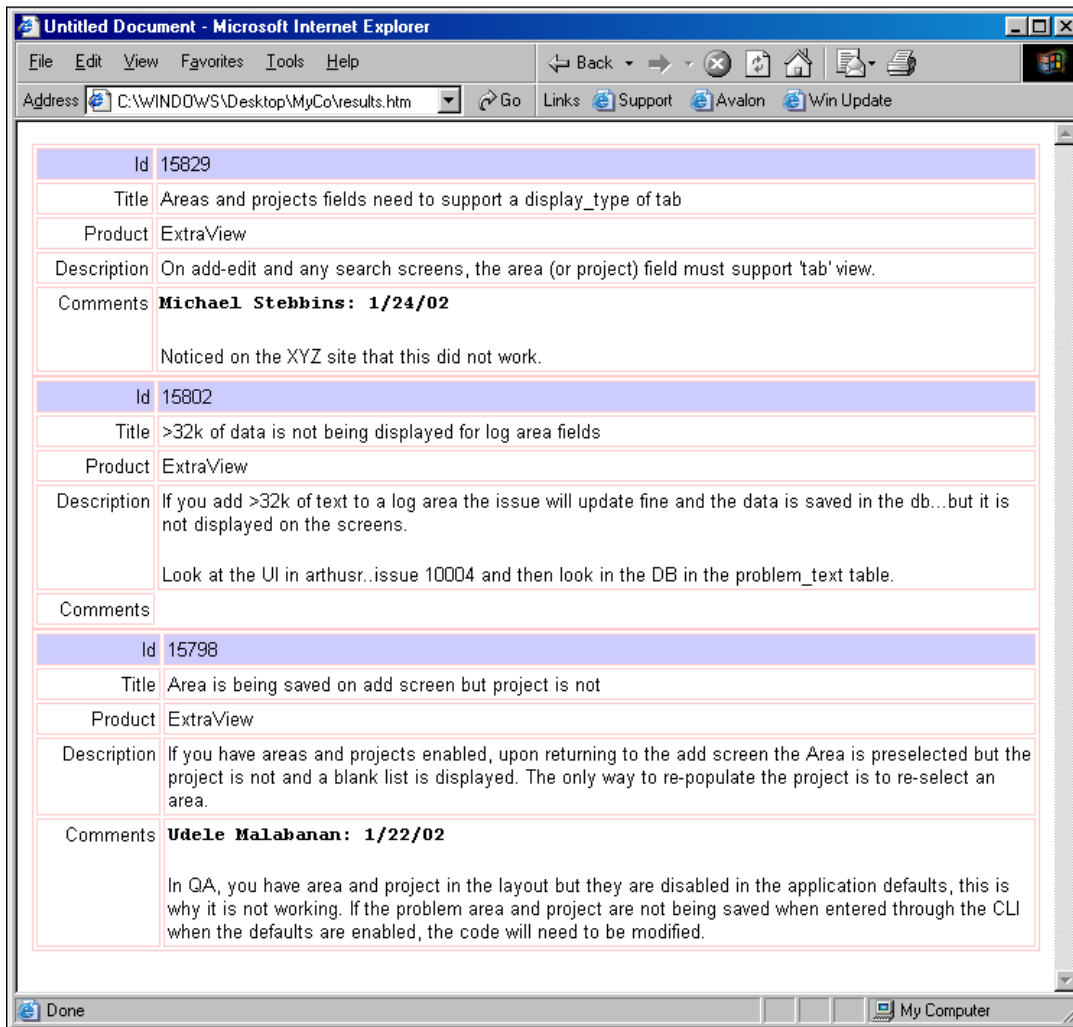 Untitled Document - Microsoft Internet Explorer
File Edit View Favorites Tools Help Back
Address C:\WINDOWS\Desktop\MyCo\results.htm Go Links Support Avalon Win Update
Id 15829
Title Areas and projects fields need to support a display_type of tab
Product ExtraView
Description On add-edit and any search screens, the area (or project) field must support 'tab' view.
Comments Michael Stebbins: 1/24/02
Noticed on the XYZ site that this did not work.
Id 15802
Title >32k of data is not being displayed for log area fields
Product ExtraView
Description If you add >32k of text to a log area the issue will update fine and the data is saved in the db...but it is
not displayed on the screens.
Look at the UI in arthusr..issue 10004 and then look in the DB in the problem_text table.
Comments
Id 15798
Title Area is being saved on add screen but project is not
Product ExtraView
Description If you have areas and projects enabled, upon returning to the add screen the Area is preselected but the
project is not and a blank list is displayed. The only way to re-populate the project is to re-select an
area.
Comments Udele Malabanan: 1/22/02
In QA, you have area and project in the layout but they are disabled in the application defaults, this is
why it is not working. If the problem area and project are not being saved when entered through the CLI
when the defaults are enabled, the code will need to be modified.
Done My Computer